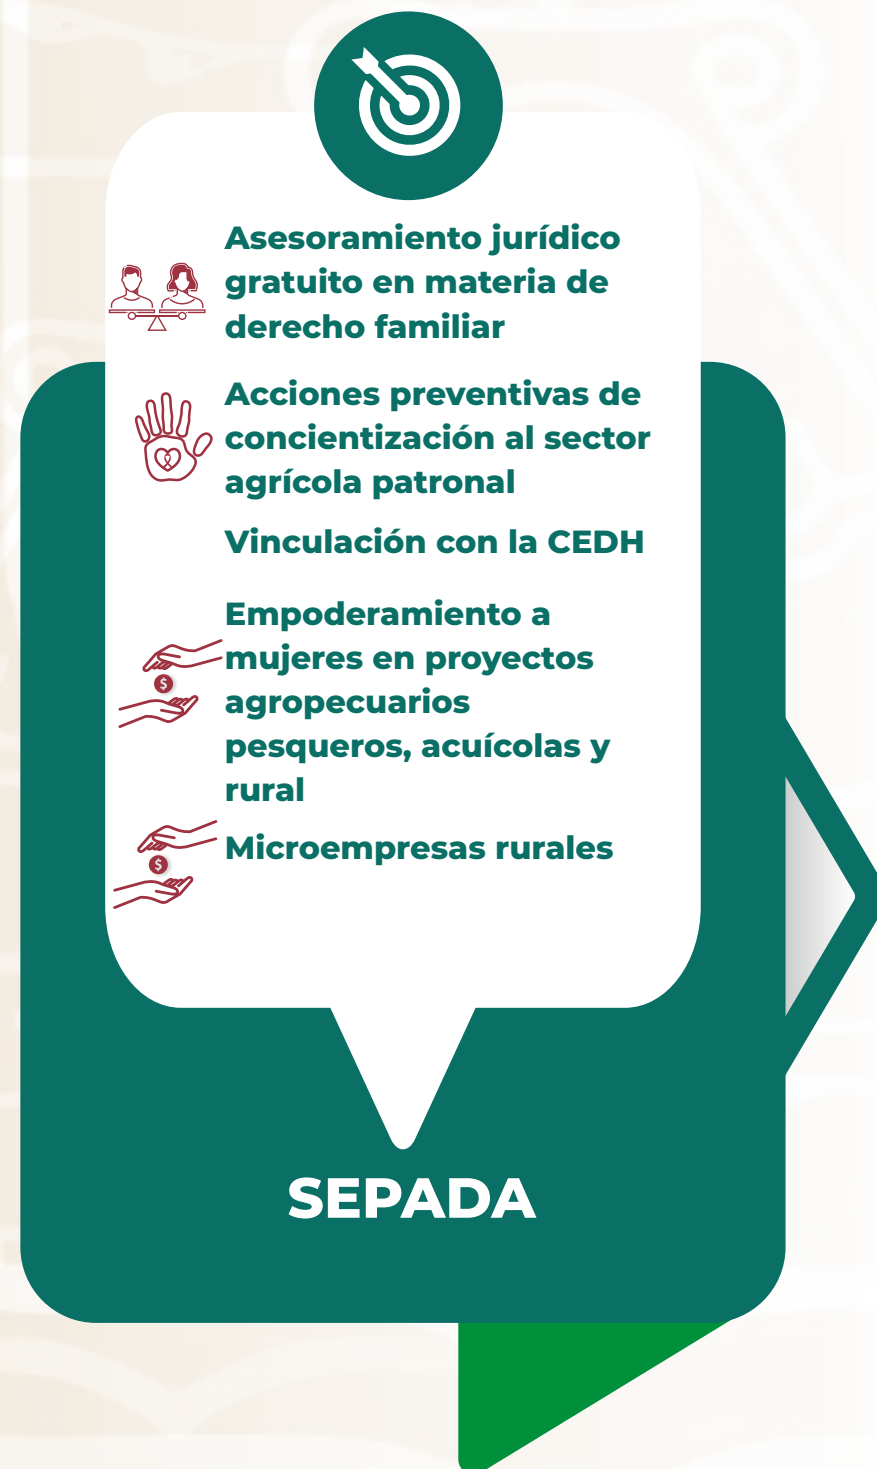 Asesoramiento jurídico
gratuito en materia de
derecho familiar
Acciones preventivas de
concientización al sector
agrícola patronal
Vinculación con la CEDH
Empoderamiento a
mujeres en proyectos
agropecuarios
pesqueros, acuícolas y
rural
$
Microempresas rurales
$
SEPADA